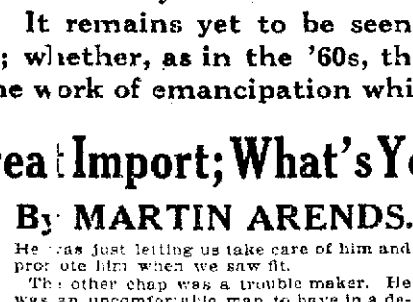 It remains yet to be seen
; whether, as in the '60s, th
he work of emancipation whi
reat Import; What's Yo
By MARTIN ARENDS.
He was just letting us take care of him and
promote him when we saw fit.
The other chap was a trouble maker. He
was an uncomfortable man to have in a de